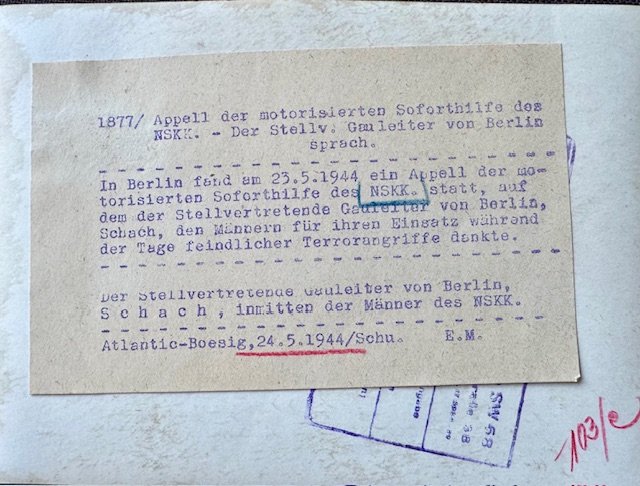 1877/ Appell der motorisierten Soforthilfe des
NSKK. - Der Stellv. Gauleiter von Berlin
sprach.
In Berlin fand am 23.5.1944 ein Appell der mo-
torisierten Soforthilfe des NSKK. statt, auf
dem der Stellvertretende Gauleiter von Berlin,
Schach, den Männern für ihren Einsatz während
der Tage feindlicher Terrorangriffe dankte.
Der Stellvertretende Gauleiter von Berlin,
S c h a c h , inmitten der Männer des NSKK.
Atlantic-Boesig,24.5.1944/Schu. E.M.
SW 68
38
103/e